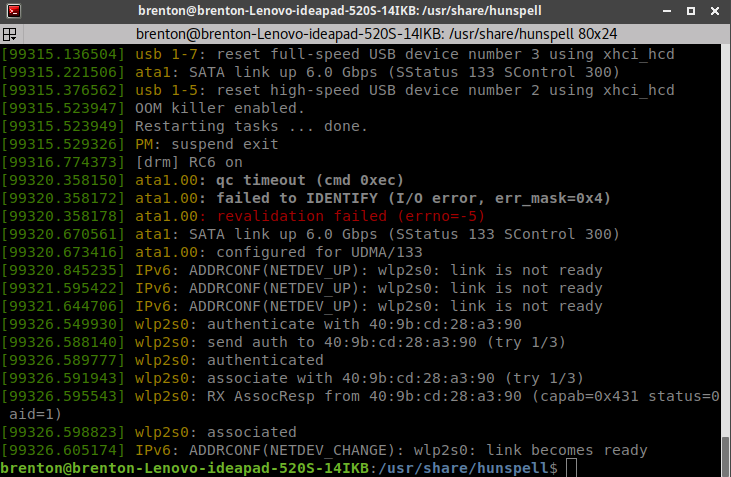 brenton@brenton-Lenovo-ideapad-520S-14IKB: /usr/share/hunspell
brenton@brenton-Lenovo-ideapad-520S-14IKB: /usr/share/hunspell 80x24
[99315.136504] usb 1-7: reset full-speed USB device number 3 using xhci_hcd
[99315.221506] ata1: SATA link up 6.0 Gbps (SStatus 133 SControl 300)
[99315.376562] usb 1-5: reset high-speed USB device number 2 using xhci_hcd
[99315.523947] OOM killer enabled.
[99315.523949] Restarting tasks ... done.
[99315.529326] PM: suspend exit
[99316.774373] [drm] RC6 on
[99320.358150] ata1.00: qc timeout (cmd 0xec)
[99320.358172] ata1.00: failed to IDENTIFY (I/O error, err_mask=0x4)
[99320.358178] ata1.00: revalidation failed (errno=-5)
[99320.670561] ata1: SATA link up 6.0 Gbps (SStatus 133 SControl 300)
[99320.673416] ata1.00: configured for UDMA/133
[99320.845235] IPv6: ADDRCONF(NETDEV_UP): wlp2s0: link is not ready
[99321.595422] IPv6: ADDRCONF(NETDEV_UP): wlp2s0: link is not ready
[99321.644706] IPv6: ADDRCONF(NETDEV_UP): wlp2s0: link is not ready
[99326.549930] wlp2s0: authenticate with 40:9b:cd:28:a3:90
[99326.588140] wlp2s0: send auth to 40:9b:cd:28:a3:90 (try 1/3)
[99326.589777] wlp2s0: authenticated
[99326.591943] wlp2s0: associate with 40:9b:cd:28:a3:90 (try 1/3)
[99326.595543] wlp2s0: RX AssocResp from 40:9b:cd:28:a3:90 (capab=0x431 status=0
aid=1)
[99326.598823] wlp2s0: associated
[99326.605174] IPv6: ADDRCONF(NETDEV_CHANGE): wlp2s0: link becomes ready
brenton@brenton-Lenovo-ideapad-520S-14IKB:/usr/share/hunspell$